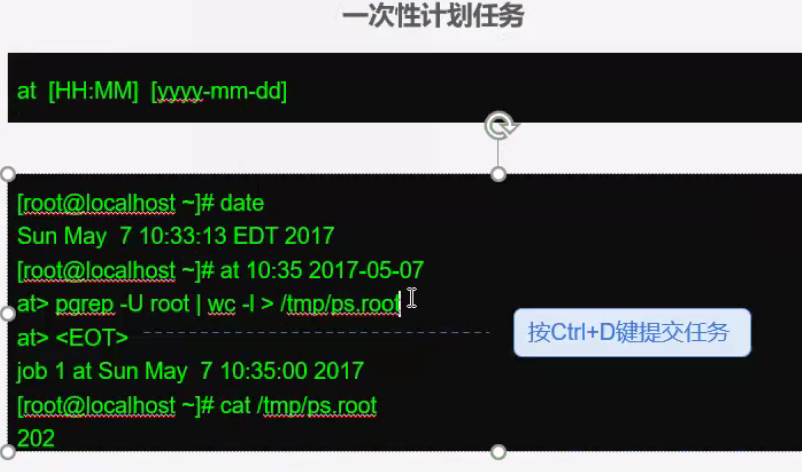 一次性计划任务
at [HH:MM] [yyyy-mm-dd]
[root@localhost ~]# date
Sun May 7 10:33:13 EDT 2017
[root@localhost ~]# at 10:35 2017-05-07
at> pgrep -U root | wc -l > /tmp/ps.root
at> <EOT>
按Ctrl+D键提交任务
job 1 at Sun May 7 10:35:00 2017
[root@localhost ~]# cat /tmp/ps.root
202